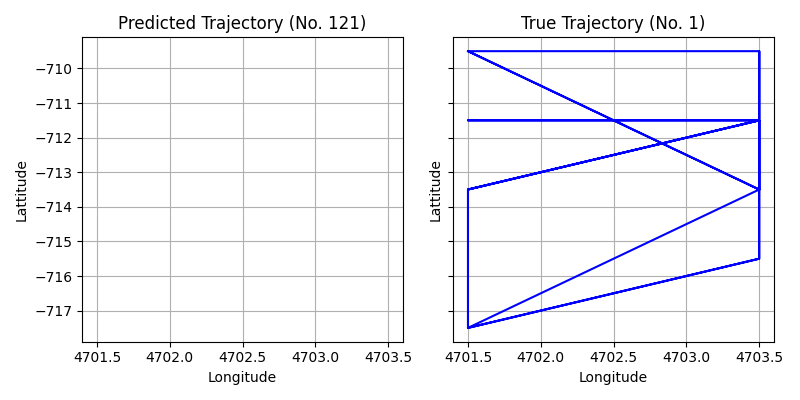 Predicted Trajectory (No. 121)
True Trajectory (No. 1)
−710
−711
−712
−713
−714
−715
−716
−717
Lattitude
Lattitude
4701.5 4702.0 4702.5 4703.0 4703.5
4701.5 4702.0 4702.5 4703.0 4703.5
Longitude
Longitude